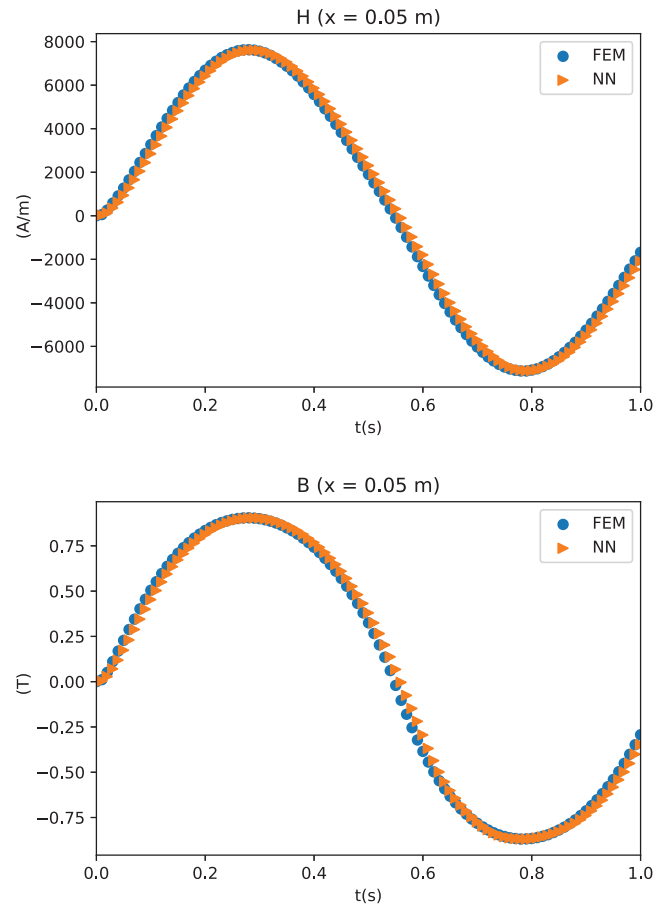 H (x = 0.05 m)
8000
6000
4000
2000
0
−2000
−4000
−6000
(A/m)
FEM
NN
0.0 0.2 0.4 0.6 0.8 1.0
t(s)
B (x = 0.05 m)
0.75
0.50
0.25
0.00
−0.25
−0.50
−0.75
(T)
FEM
NN
0.0 0.2 0.4 0.6 0.8 1.0
t(s)